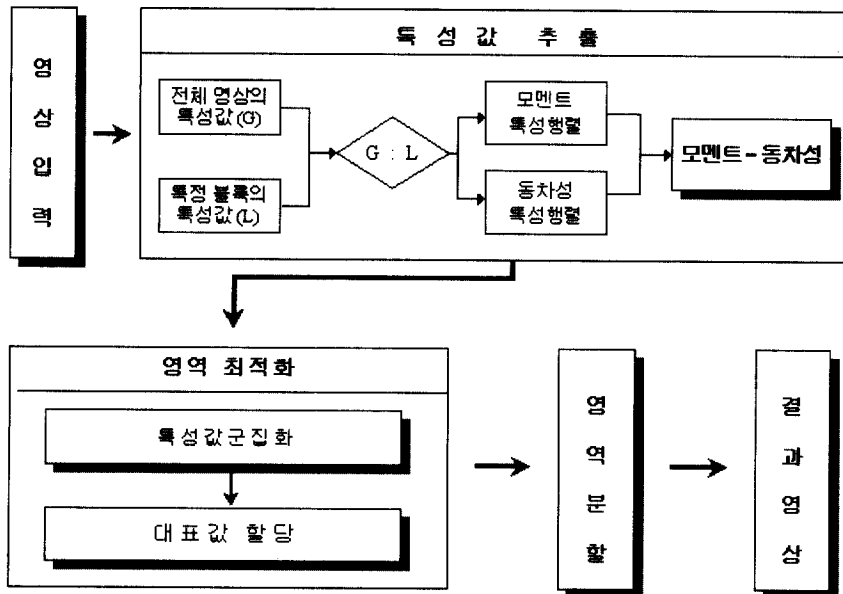 영상입력
특성값 추출
전체 영상의
특성값(G)
특정 블록의
특성값(L)
G : L
모멘트
특성행렬
동차성
특성행렬
모멘트-동차성
영역 최적화
특성값군집화
대표값 할당
영역분할
결과영상